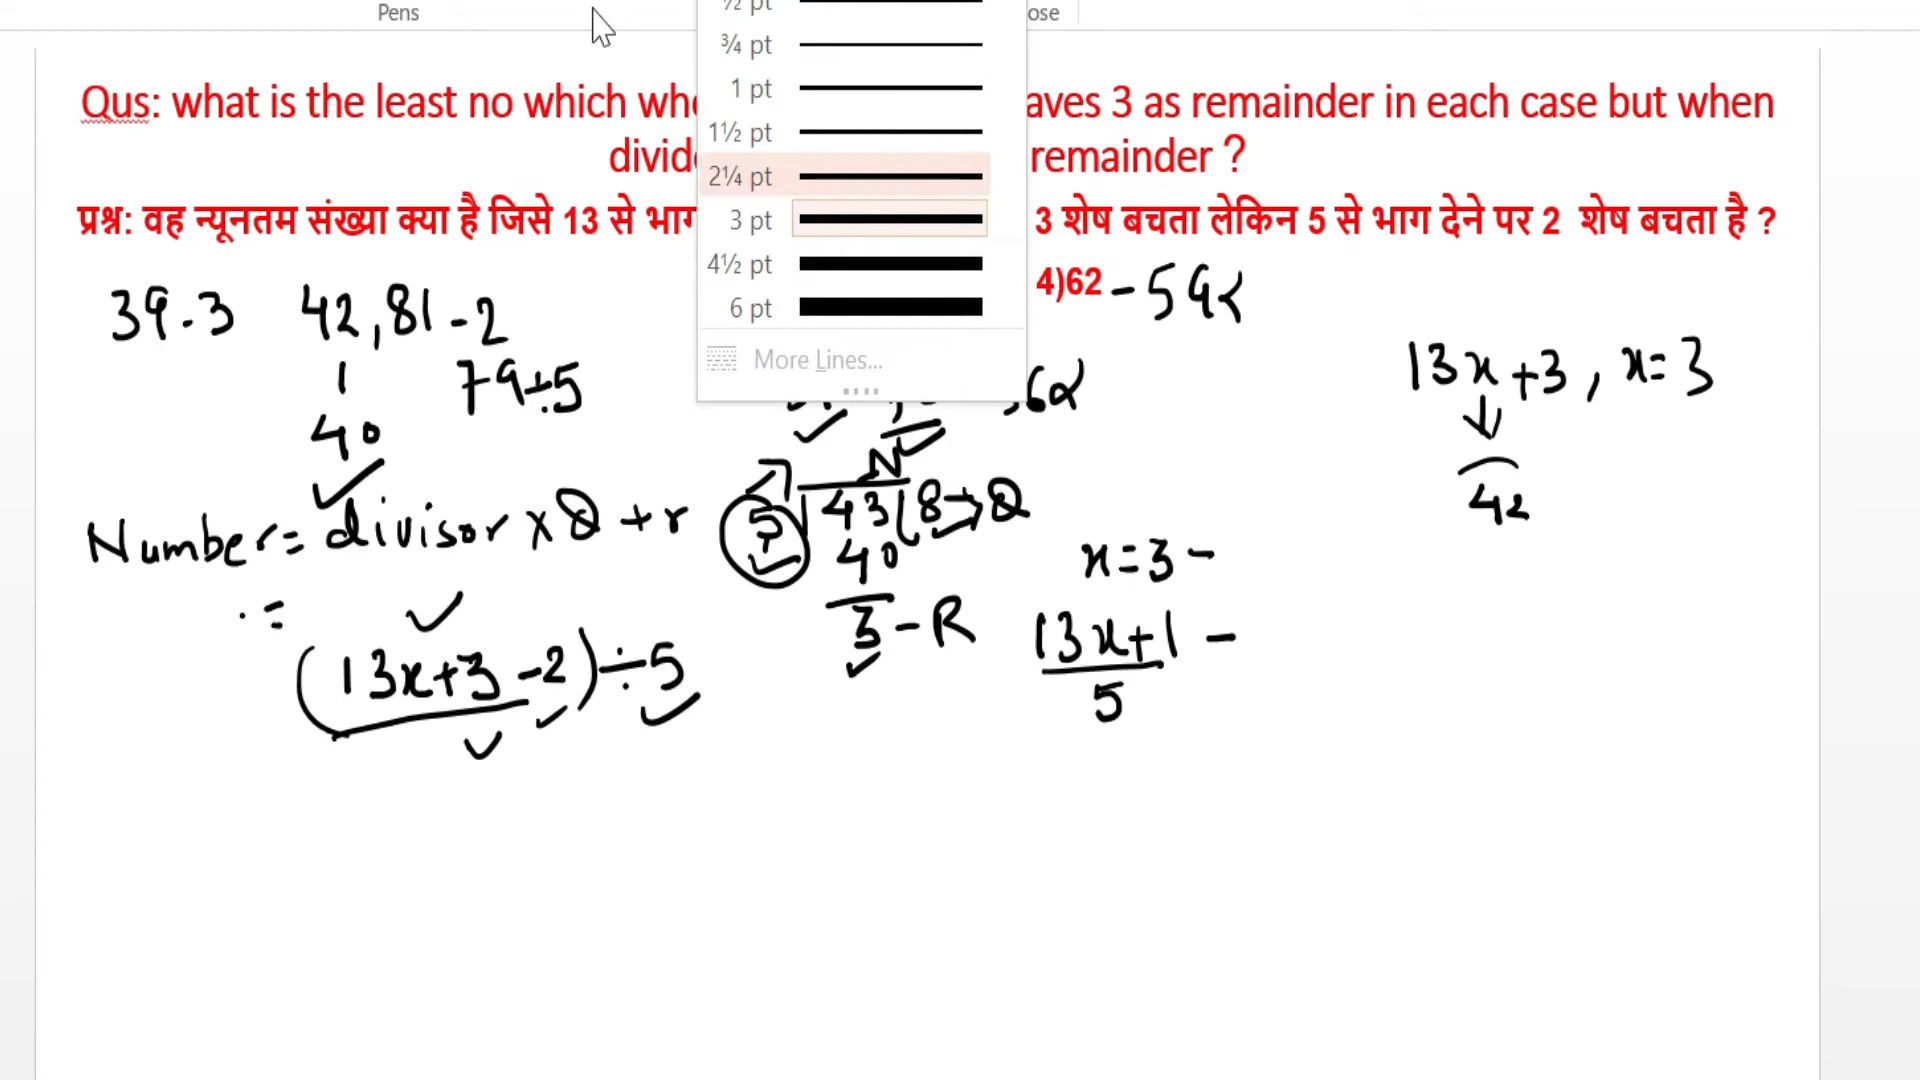 Pens
ose
½ pt
¾ pt
1 pt
1½ pt
2¼ pt
3 pt
4½ pt
6 pt
More Lines...
Qus: what is the least no which aves 3 as remainder in each case but when
remainder ?
प्रश्न: वह न्यूनतम संख्या क्या है जिसे 13 से 3 शेष बचता लेकिन 5 से भाग देने पर 2 शेष बचता है ?
4)62 - 59
39-3 42,81-2
1 79÷5
40
13x+3, x=3
42
Number= divisor x Q + r
N
5 43 8→Q
40
3-R
x=3-
(13x+3-2)÷5
13x+1 -
5